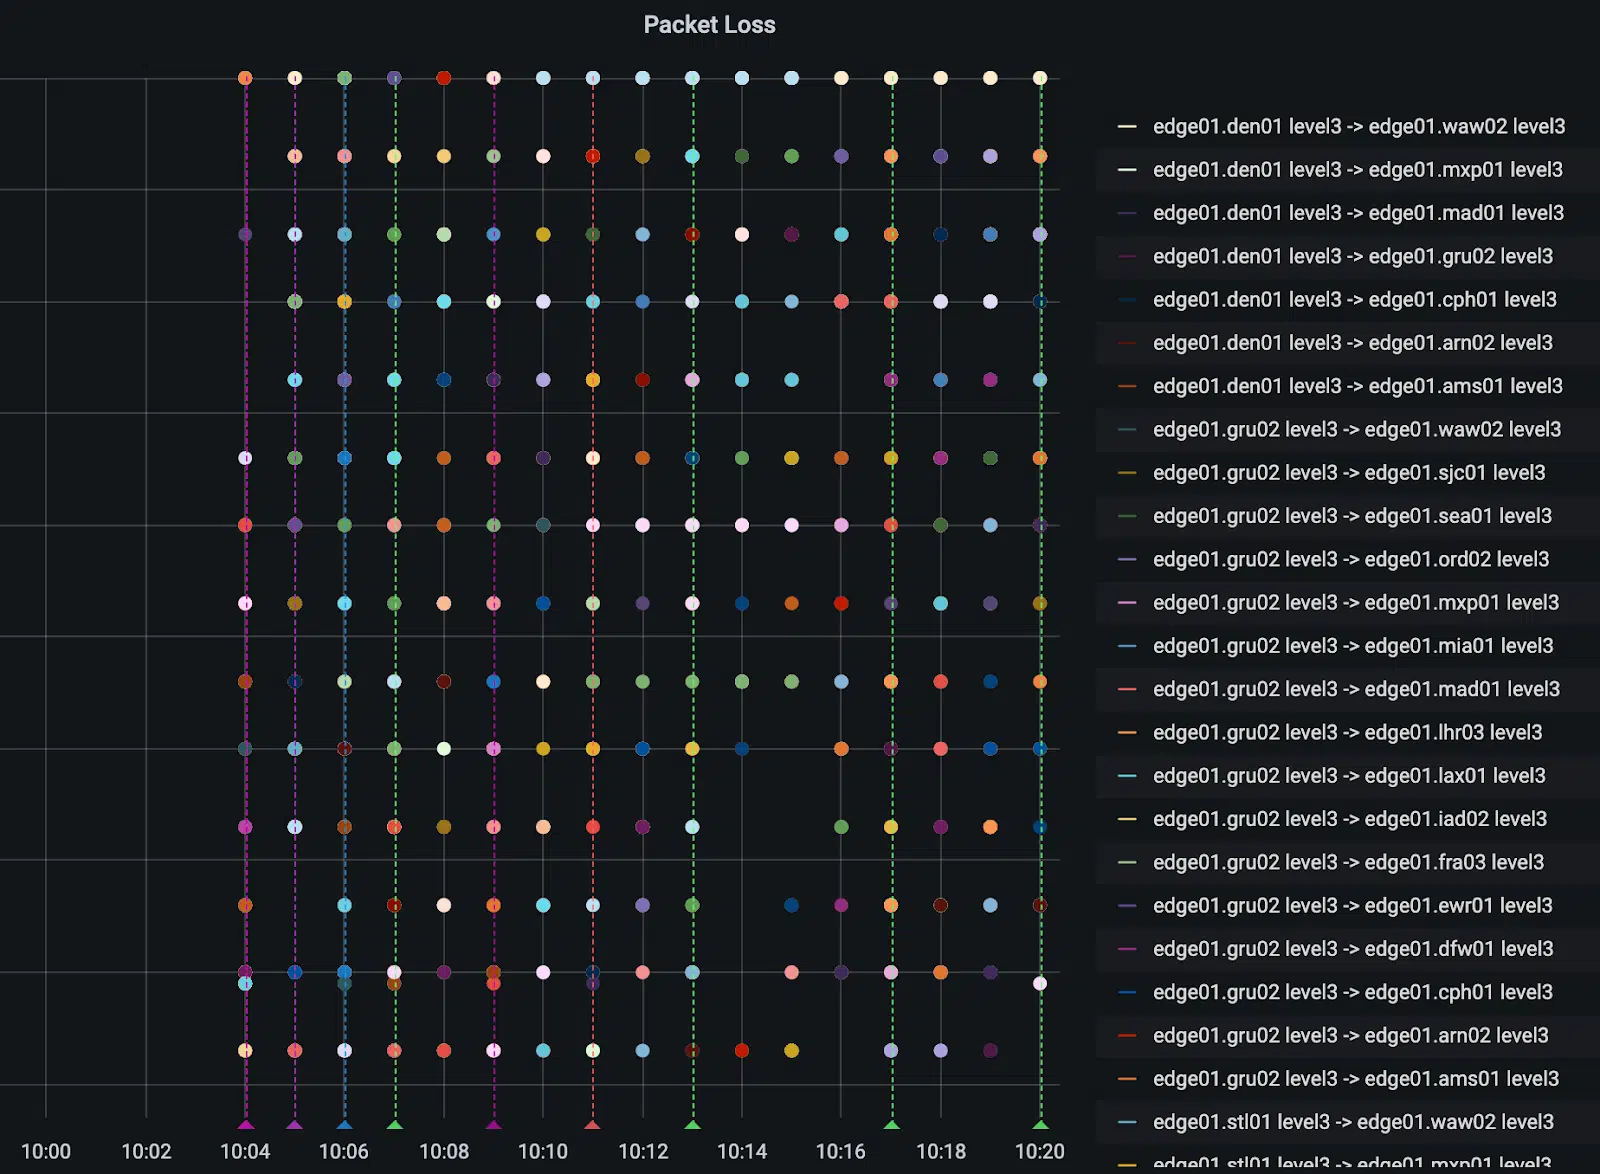 Packet Loss
edge01.den01 level3 -> edge01.waw02 level3
edge01.den01 level3 -> edge01.mxp01 level3
edge01.den01 level3 -> edge01.mad01 level3
edge01.den01 level3 -> edge01.gru02 level3
edge01.den01 level3 -> edge01.cph01 level3
edge01.den01 level3 -> edge01.arn02 level3
edge01.den01 level3 -> edge01.ams01 level3
edge01.gru02 level3 -> edge01.waw02 level3
edge01.gru02 level3 -> edge01.sjc01 level3
edge01.gru02 level3 -> edge01.sea01 level3
edge01.gru02 level3 -> edge01.ord02 level3
edge01.gru02 level3 -> edge01.mxp01 level3
edge01.gru02 level3 -> edge01.mia01 level3
edge01.gru02 level3 -> edge01.mad01 level3
edge01.gru02 level3 -> edge01.lhr03 level3
edge01.gru02 level3 -> edge01.lax01 level3
edge01.gru02 level3 -> edge01.iad02 level3
edge01.gru02 level3 -> edge01.fra03 level3
edge01.gru02 level3 -> edge01.ewr01 level3
edge01.gru02 level3 -> edge01.dfw01 level3
edge01.gru02 level3 -> edge01.cph01 level3
edge01.gru02 level3 -> edge01.arn02 level3
edge01.gru02 level3 -> edge01.ams01 level3
edge01.stl01 level3 -> edge01.waw02 level3
edge01.stl01 level3 -> edge01.mxp01 level3
10:00 10:02 10:04 10:06 10:08 10:10 10:12 10:14 10:16 10:18 10:20